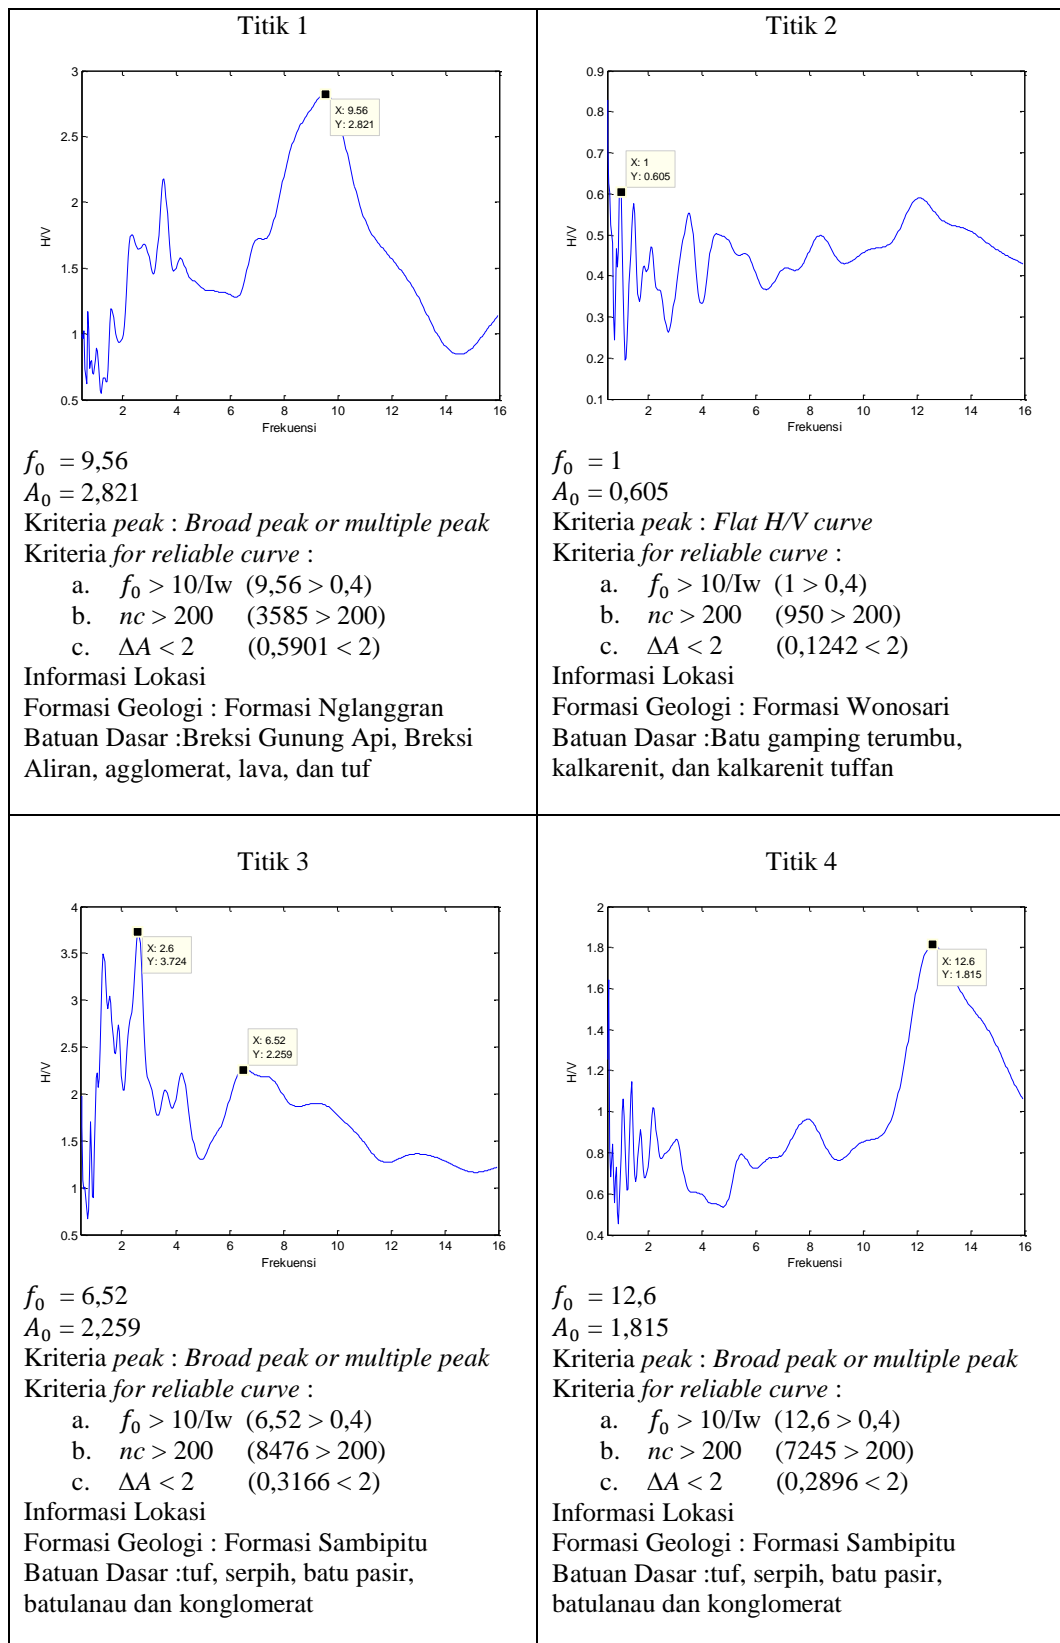 Titik 1
3
2.5
2
1.5
1
0.5
H/V
X: 9.56
Y: 2.821
2 4 6 8 10 12 14 16
Frekuensi
f₀ = 9,56
A₀ = 2,821
Kriteria peak : Broad peak or multiple peak
Kriteria for reliable curve :
a. f₀ > 10/Iw (9,56 > 0,4)
b. nc > 200 (3585 > 200)
c. ΔA < 2 (0,5901 < 2)
Informasi Lokasi
Formasi Geologi : Formasi Nglanggran
Batuan Dasar :Breksi Gunung Api, Breksi
Aliran, agglomerat, lava, dan tuf
Titik 2
0.9
0.8
0.7
0.6
0.5
0.4
0.3
0.2
0.1
H/V
X: 1
Y: 0.605
2 4 6 8 10 12 14 16
Frekuensi
f₀ = 1
A₀ = 0,605
Kriteria peak : Flat H/V curve
Kriteria for reliable curve :
a. f₀ > 10/Iw (1 > 0,4)
b. nc > 200 (950 > 200)
c. ΔA < 2 (0,1242 < 2)
Informasi Lokasi
Formasi Geologi : Formasi Wonosari
Batuan Dasar :Batu gamping terumbu,
kalkarenit, dan kalkarenit tuffan
Titik 3
4
3.5
3
2.5
2
1.5
1
0.5
H/V
X: 2.6
Y: 3.724
X: 6.52
Y: 2.259
2 4 6 8 10 12 14 16
Frekuensi
f₀ = 6,52
A₀ = 2,259
Kriteria peak : Broad peak or multiple peak
Kriteria for reliable curve :
a. f₀ > 10/Iw (6,52 > 0,4)
b. nc > 200 (8476 > 200)
c. ΔA < 2 (0,3166 < 2)
Informasi Lokasi
Formasi Geologi : Formasi Sambipitu
Batuan Dasar :tuf, serpih, batu pasir,
batulanau dan konglomerat
Titik 4
2
1.8
1.6
1.4
1.2
1
0.8
0.6
0.4
H/V
X: 12.6
Y: 1.815
2 4 6 8 10 12 14 16
Frekuensi
f₀ = 12,6
A₀ = 1,815
Kriteria peak : Broad peak or multiple peak
Kriteria for reliable curve :
a. f₀ > 10/Iw (12,6 > 0,4)
b. nc > 200 (7245 > 200)
c. ΔA < 2 (0,2896 < 2)
Informasi Lokasi
Formasi Geologi : Formasi Sambipitu
Batuan Dasar :tuf, serpih, batu pasir,
batulanau dan konglomerat